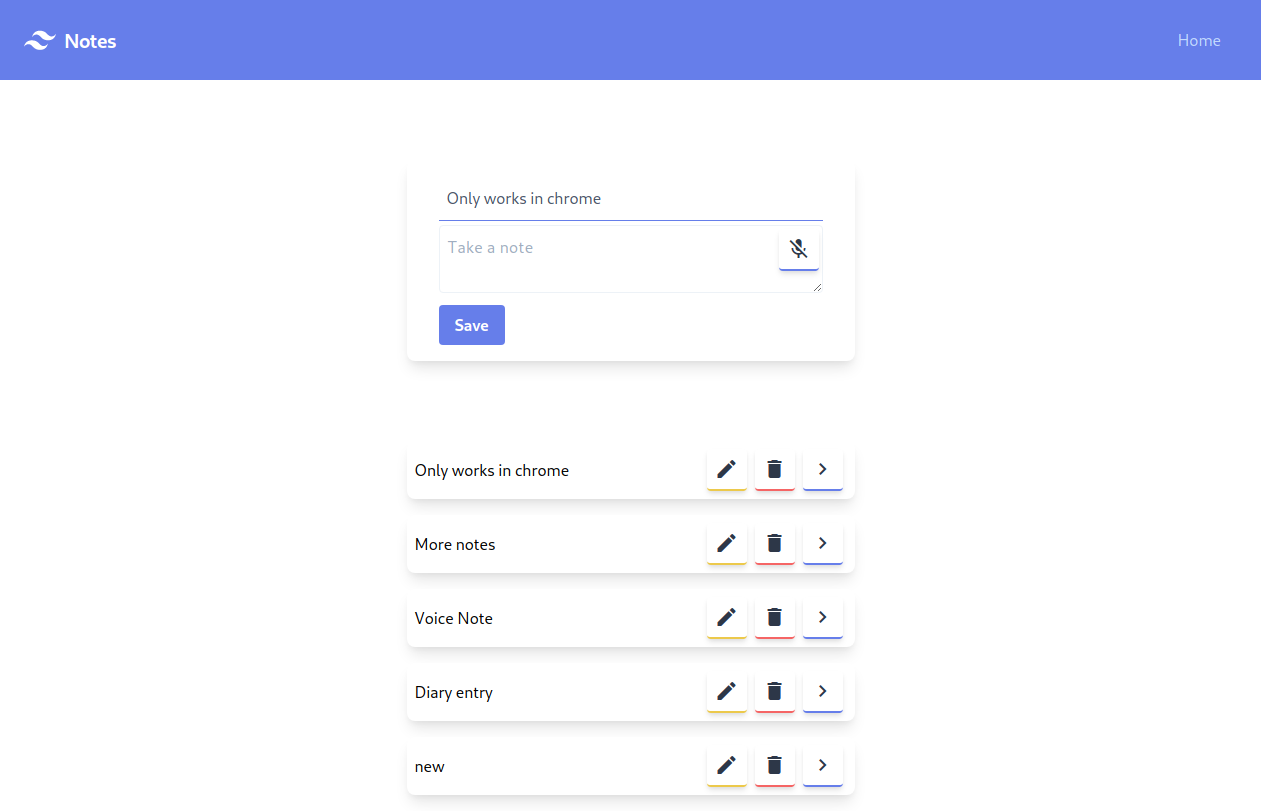 Notes
Home
Only works in chrome
Take a note
Save
Only works in chrome
More notes
Voice Note
Diary entry
new